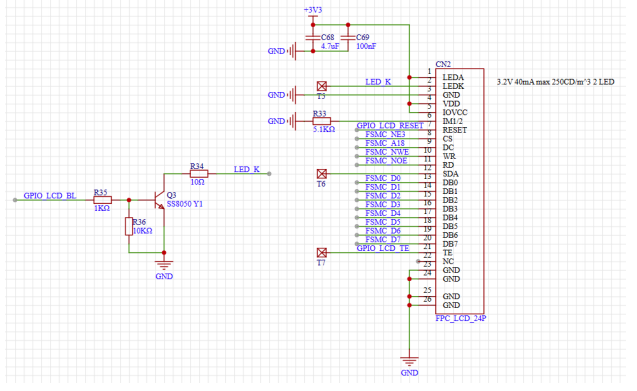 +3V3
C68
4.7uF
C69
100nF
GND
CN2
1 LEDA
LED_K 2 LEDK
3.2V 40mA max 250CD/m^3 2 LED
T5
GND 3 GND
4 VDD
5 IOVCC
GND R33 5.1KΩ 6 IM1/2
GPIO_LCD_RESET 7 RESET
FSMC_NE3 8 CS
FSMC_A18 9 DC
FSMC_NWE 10 WR
FSMC_NOE 11 RD
T6 12 SDA
FSMC_D0 13 DB0
FSMC_D1 14 DB1
FSMC_D2 15 DB2
FSMC_D3 16 DB3
FSMC_D4 17 DB4
FSMC_D5 18 DB5
FSMC_D6 19 DB6
FSMC_D7 20 DB7
GPIO_LCD_TE 21 TE
T7
22 NC
23 GND
24 GND
25 GND
26 GND
FPC_LCD_24P
GND
R34
10Ω
LED_K
GPIO_LCD_BL
R35
1KΩ
Q3
SS8050 Y1
R36
10KΩ
GND